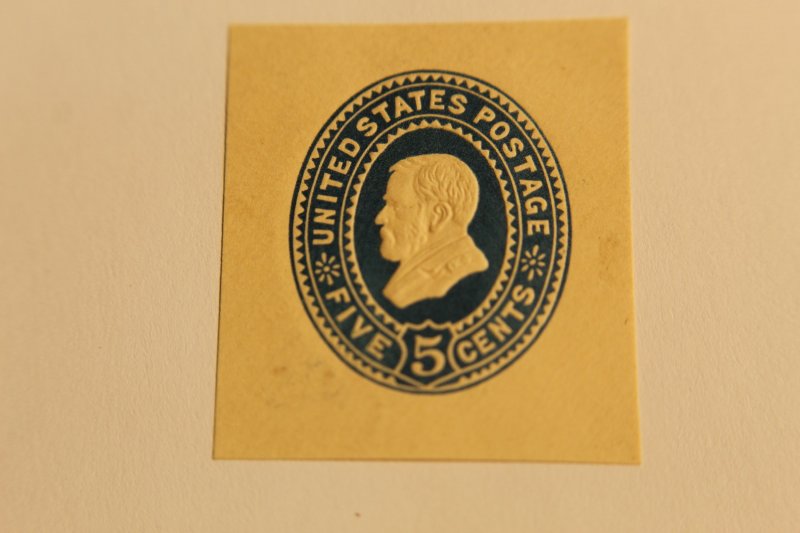 UNITED STATES POSTAGE
FIVE 5 CENTS